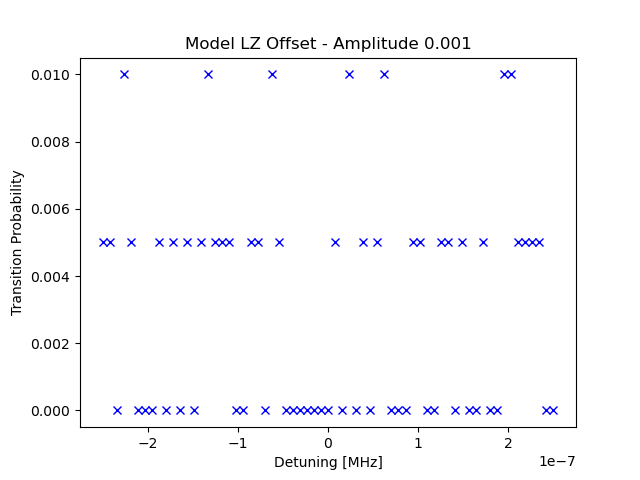 Model LZ Offset - Amplitude 0.001
Transition Probability
0.010
0.008
0.006
0.004
0.002
0.000
−2 −1 0 1 2
1e−7
Detuning [MHz]